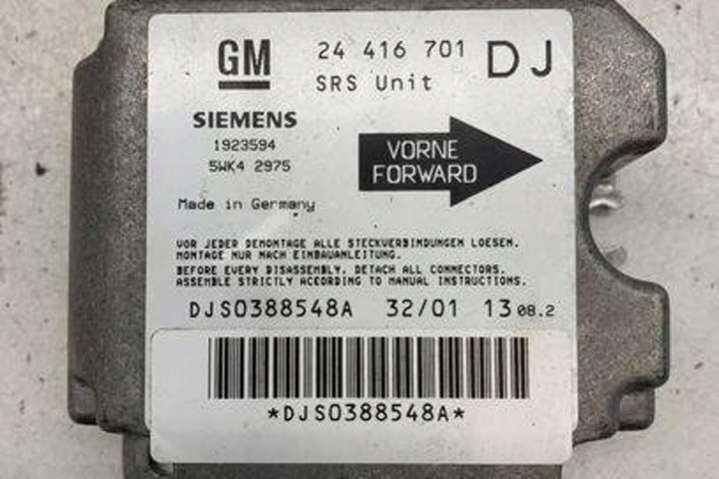 GM 24 416 701 DJ
SRS Unit
SIEMENS
1923594
5WK4 2975
VORNE
FORWARD
Made in Germany
VOR JEDER DEMONTAGE ALLE STECKVERBINDUNGEN LOESEN.
MONTAGE NUR NACH EINBAUANLEITUNG.
BEFORE EVERY DISASSEMBLY, DETACH ALL CONNECTORS.
ASSEMBLE STRICTLY ACCORDING TO MANUAL INSTRUCTIONS.
DJS0388548A 32/01 13 08.2
*DJS0388548A*